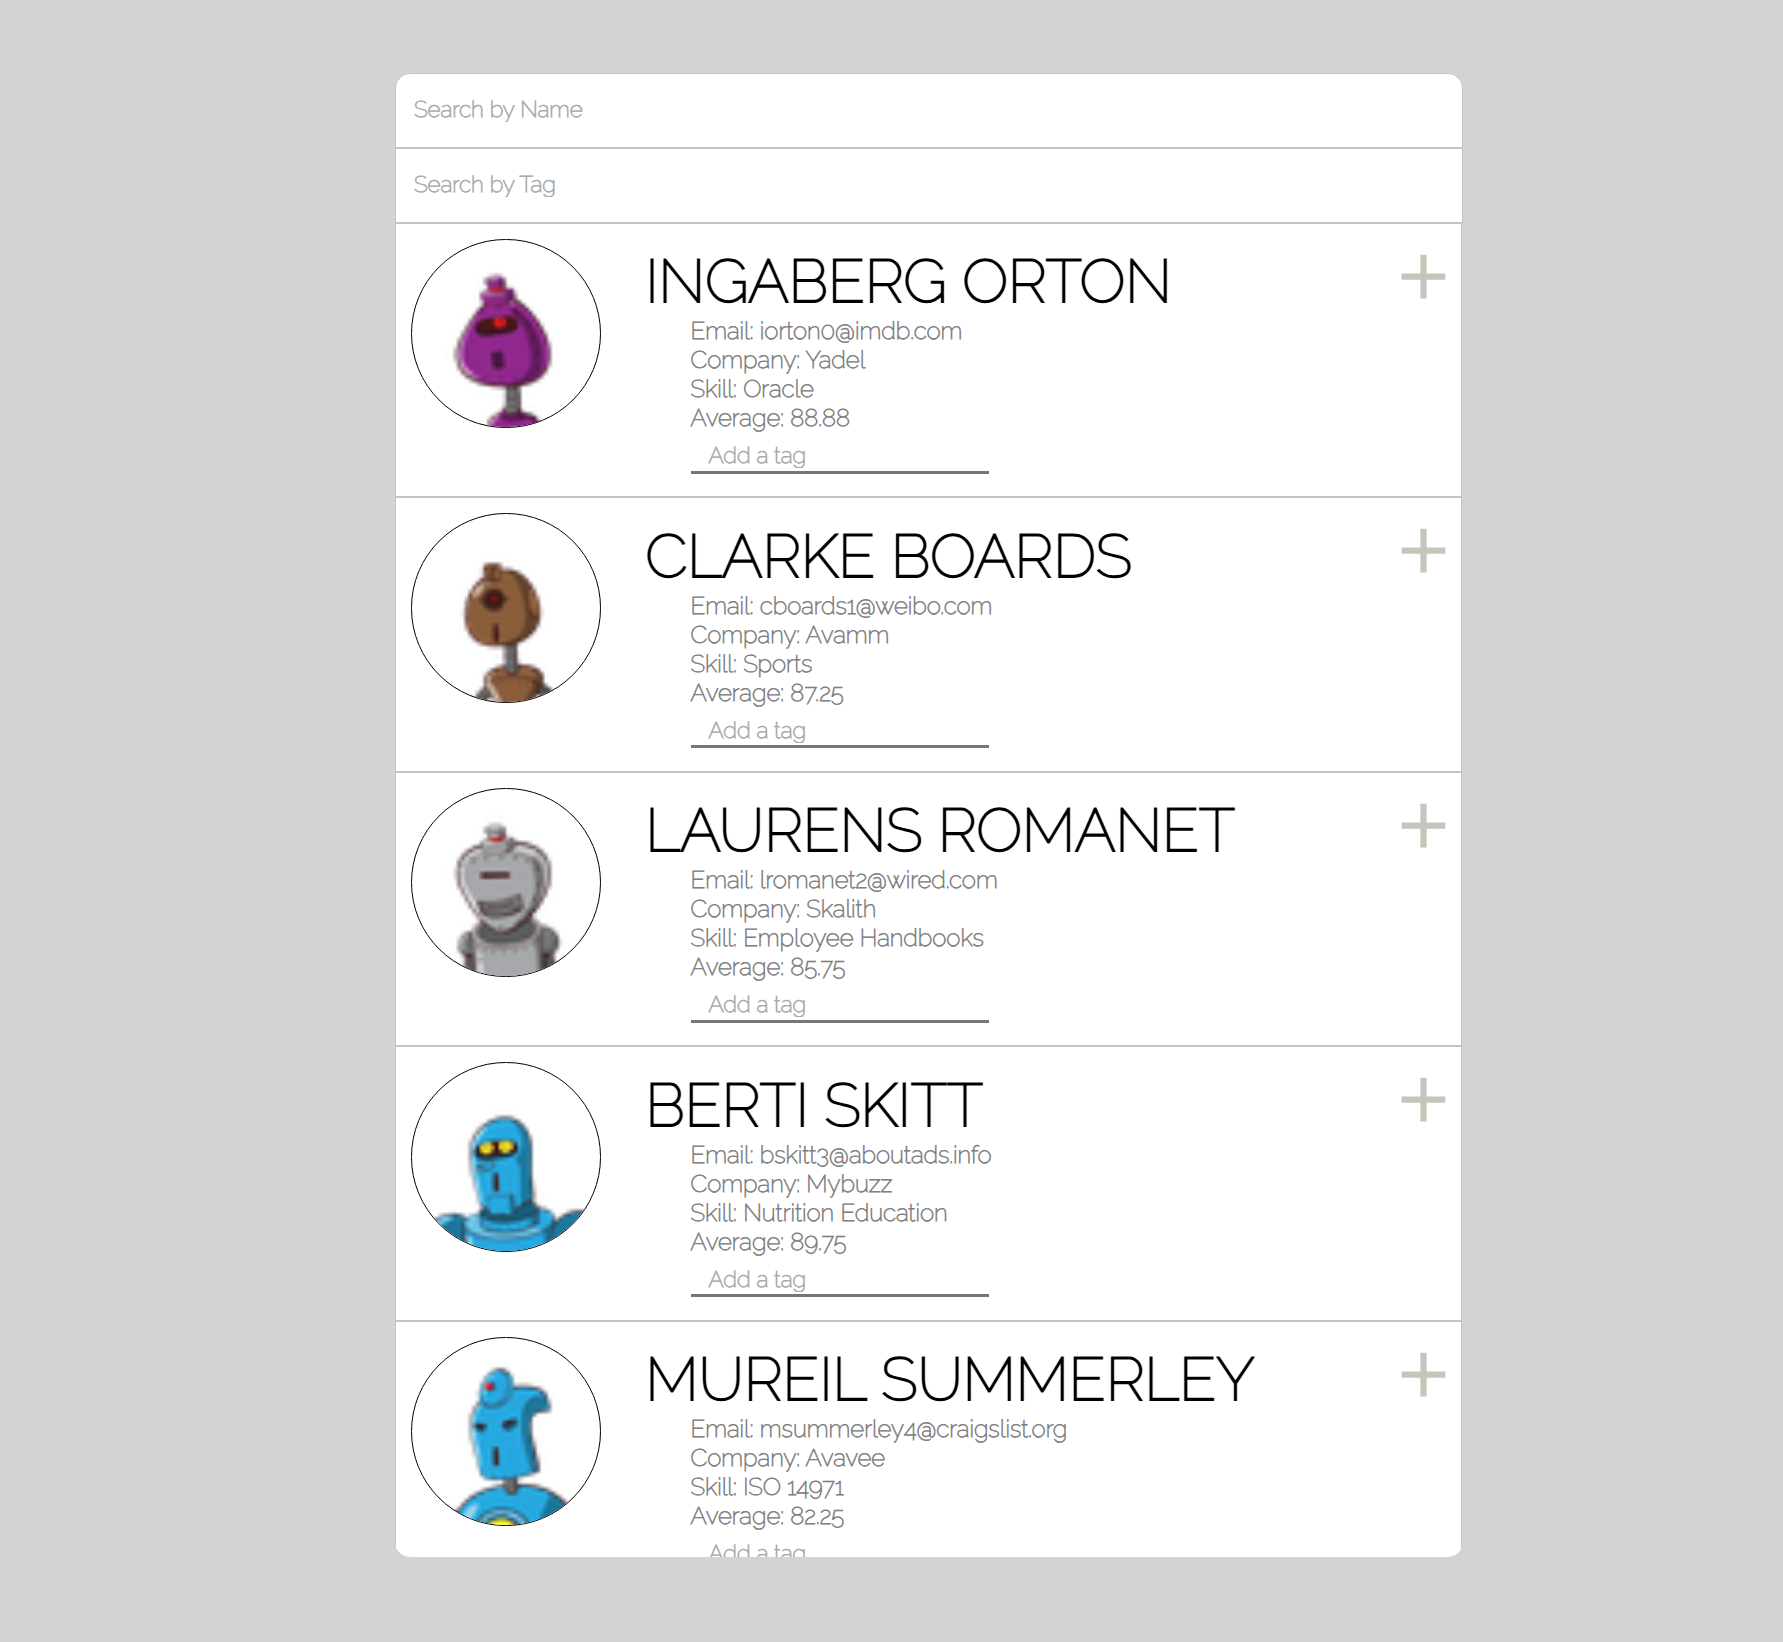 Search by Name
Search by Tag
INGABERG ORTON
Email: iorton0@imdb.com
Company: Yadel
Skill: Oracle
Average: 88.88
Add a tag
CLARKE BOARDS
Email: cboards1@weibo.com
Company: Avamm
Skill: Sports
Average: 87.25
Add a tag
LAURENS ROMANET
Email: lromanet2@wired.com
Company: Skalith
Skill: Employee Handbooks
Average: 85.75
Add a tag
BERTI SKITT
Email: bskitt3@aboutads.info
Company: Mybuzz
Skill: Nutrition Education
Average: 89.75
Add a tag
MUREIL SUMMERLEY
Email: msummerley4@craigslist.org
Company: Avavee
Skill: ISO 14971
Average: 82.25
Add a tag